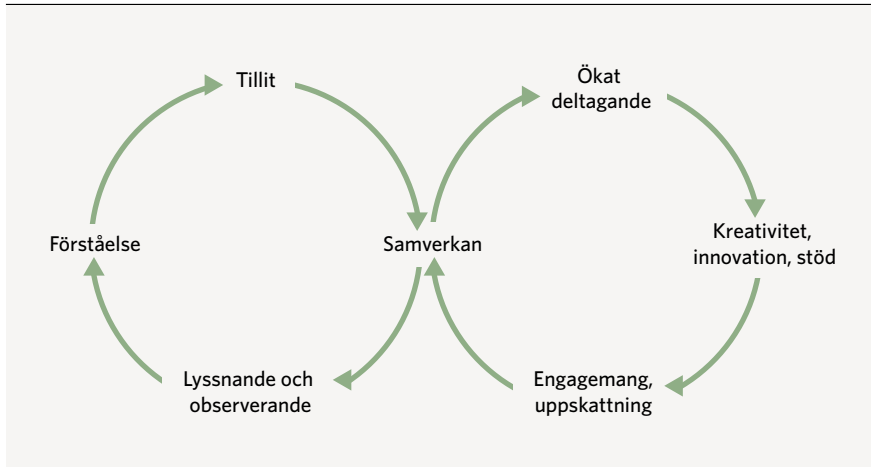 Tillit
Ökat
deltagande
Förståelse
Samverkan
Kreativitet,
innovation, stöd
Lyssnande och
observerande
Engagemang,
uppskattning